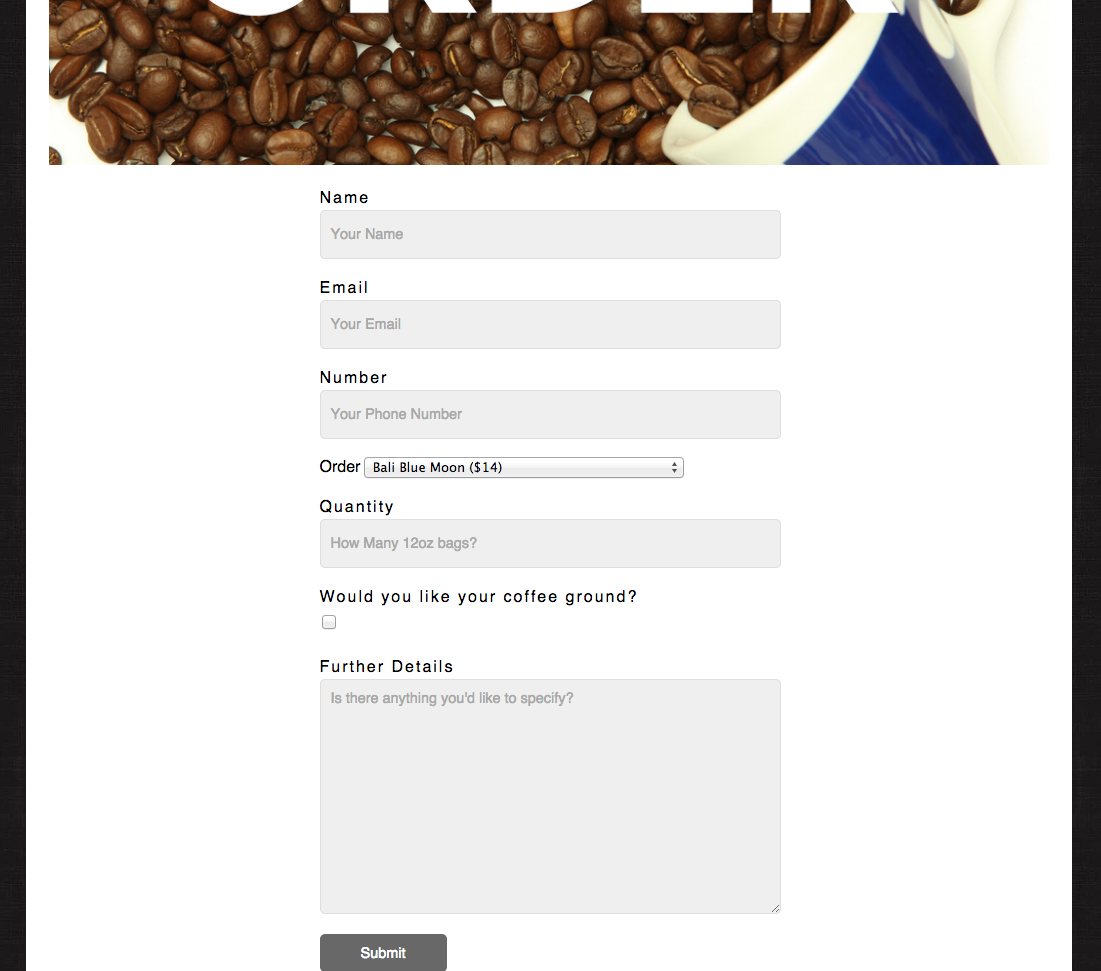 ORDER
Name
Your Name
Email
Your Email
Number
Your Phone Number
Order Bali Blue Moon ($14)
Quantity
How Many 12oz bags?
Would you like your coffee ground?
Further Details
Is there anything you'd like to specify?
Submit